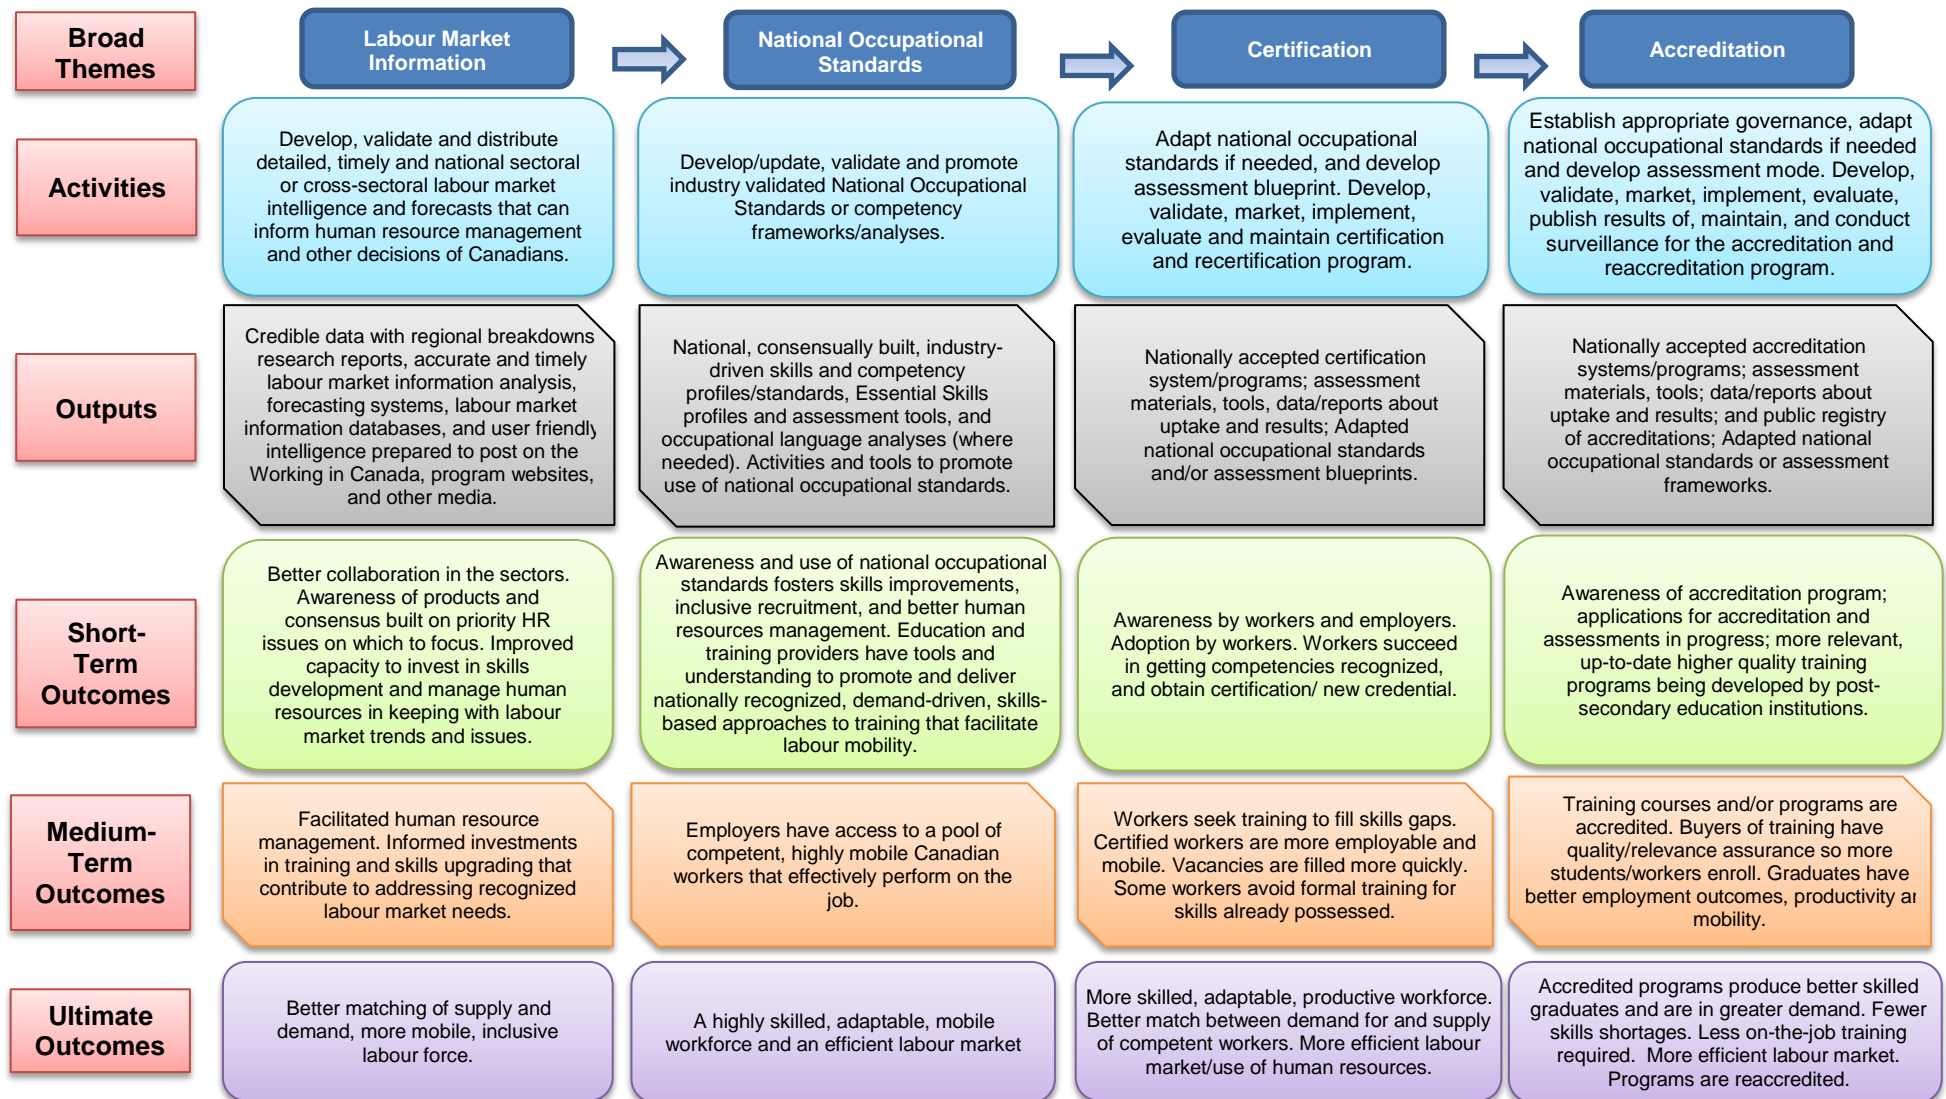 Broad
Themes
Labour Market
Information
National Occupational
Standards
Certification
Accreditation
Activities
Develop, validate and distribute
detailed, timely and national sectoral
or cross-sectoral labour market
intelligence and forecasts that can
inform human resource management
and other decisions of Canadians.
Develop/update, validate and promote
industry validated National Occupational
Standards or competency
frameworks/analyses.
Adapt national occupational
standards if needed, and develop
assessment blueprint. Develop,
validate, market, implement,
evaluate and maintain certification
and recertification program.
Establish appropriate governance, adapt
national occupational standards if needed
and develop assessment mode. Develop,
validate, market, implement, evaluate,
publish results of, maintain, and conduct
surveillance for the accreditation and
reaccreditation program.
Outputs
Credible data with regional breakdowns
research reports, accurate and timely
labour market information analysis,
forecasting systems, labour market
information databases, and user friendly
intelligence prepared to post on the
Working in Canada, program websites,
and other media.
National, consensually built, industry-
driven skills and competency
profiles/standards, Essential Skills
profiles and assessment tools, and
occupational language analyses (where
needed). Activities and tools to promote
use of national occupational standards.
Nationally accepted certification
system/programs; assessment
materials, tools, data/reports about
uptake and results; Adapted
national occupational standards
and/or assessment blueprints.
Nationally accepted accreditation
systems/programs; assessment
materials, tools; data/reports about
uptake and results; and public registry
of accreditations; Adapted national
occupational standards or assessment
frameworks.
Short-
Term
Outcomes
Better collaboration in the sectors.
Awareness of products and
consensus built on priority HR
issues on which to focus. Improved
capacity to invest in skills
development and manage human
resources in keeping with labour
market trends and issues.
Awareness and use of national occupational
standards fosters skills improvements,
inclusive recruitment, and better human
resources management. Education and
training providers have tools and
understanding to promote and deliver
nationally recognized, demand-driven, skills-
based approaches to training that facilitate
labour mobility.
Awareness by workers and employers.
Adoption by workers. Workers succeed
in getting competencies recognized,
and obtain certification/ new credential.
Awareness of accreditation program;
applications for accreditation and
assessments in progress; more relevant,
up-to-date higher quality training
programs being developed by post-
secondary education institutions.
Medium-
Term
Outcomes
Facilitated human resource
management. Informed investments
in training and skills upgrading that
contribute to addressing recognized
labour market needs.
Employers have access to a pool of
competent, highly mobile Canadian
workers that effectively perform on the
job.
Workers seek training to fill skills gaps.
Certified workers are more employable and
mobile. Vacancies are filled more quickly.
Some workers avoid formal training for
skills already possessed.
Training courses and/or programs are
accredited. Buyers of training have
quality/relevance assurance so more
students/workers enroll. Graduates have
better employment outcomes, productivity
mobility.
Ultimate
Outcomes
Better matching of supply and
demand, more mobile, inclusive
labour force.
A highly skilled, adaptable, mobile
workforce and an efficient labour market
More skilled, adaptable, productive workforce.
Better match between demand for and supply
of competent workers. More efficient labour
market/use of human resources.
Accredited programs produce better skilled
graduates and are in greater demand. Fewer
skills shortages. Less on-the-job training
required. More efficient labour market.
Programs are reaccredited.